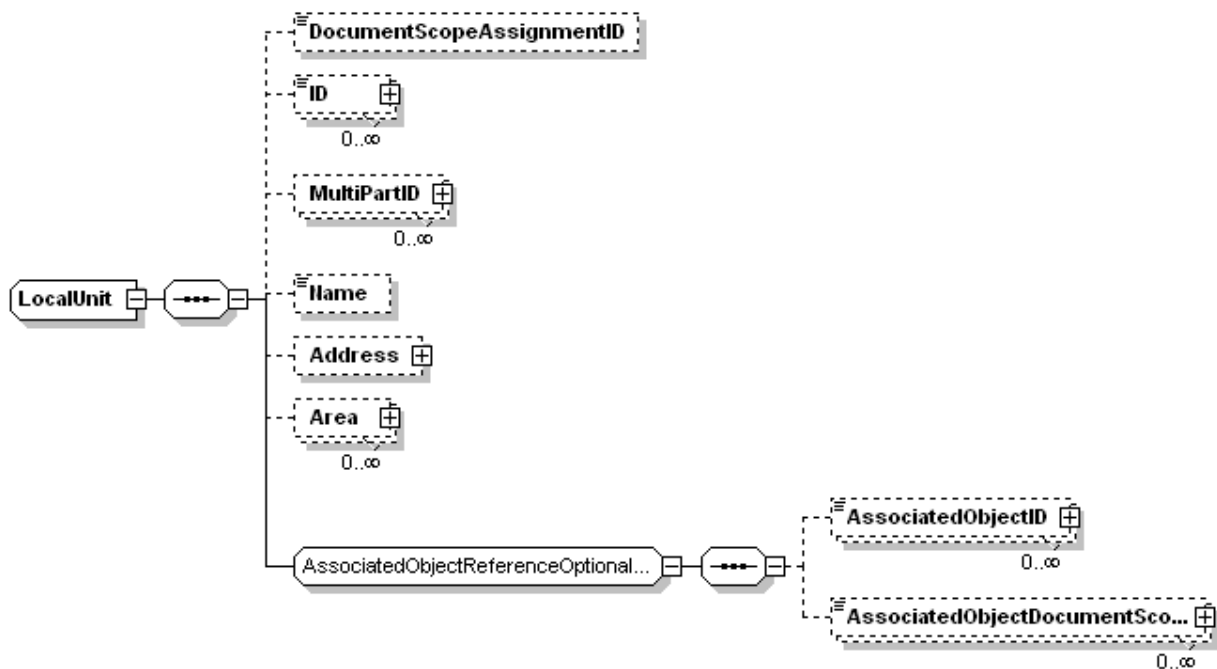 DocumentScopeAssignmentID
ID
0..∞
MultiPartID
0..∞
LocalUnit
Name
Address
Area
0..∞
AssociatedObjectID
0..∞
AssociatedObjectReferenceOptional...
AssociatedObjectDocumentSco...
0..∞